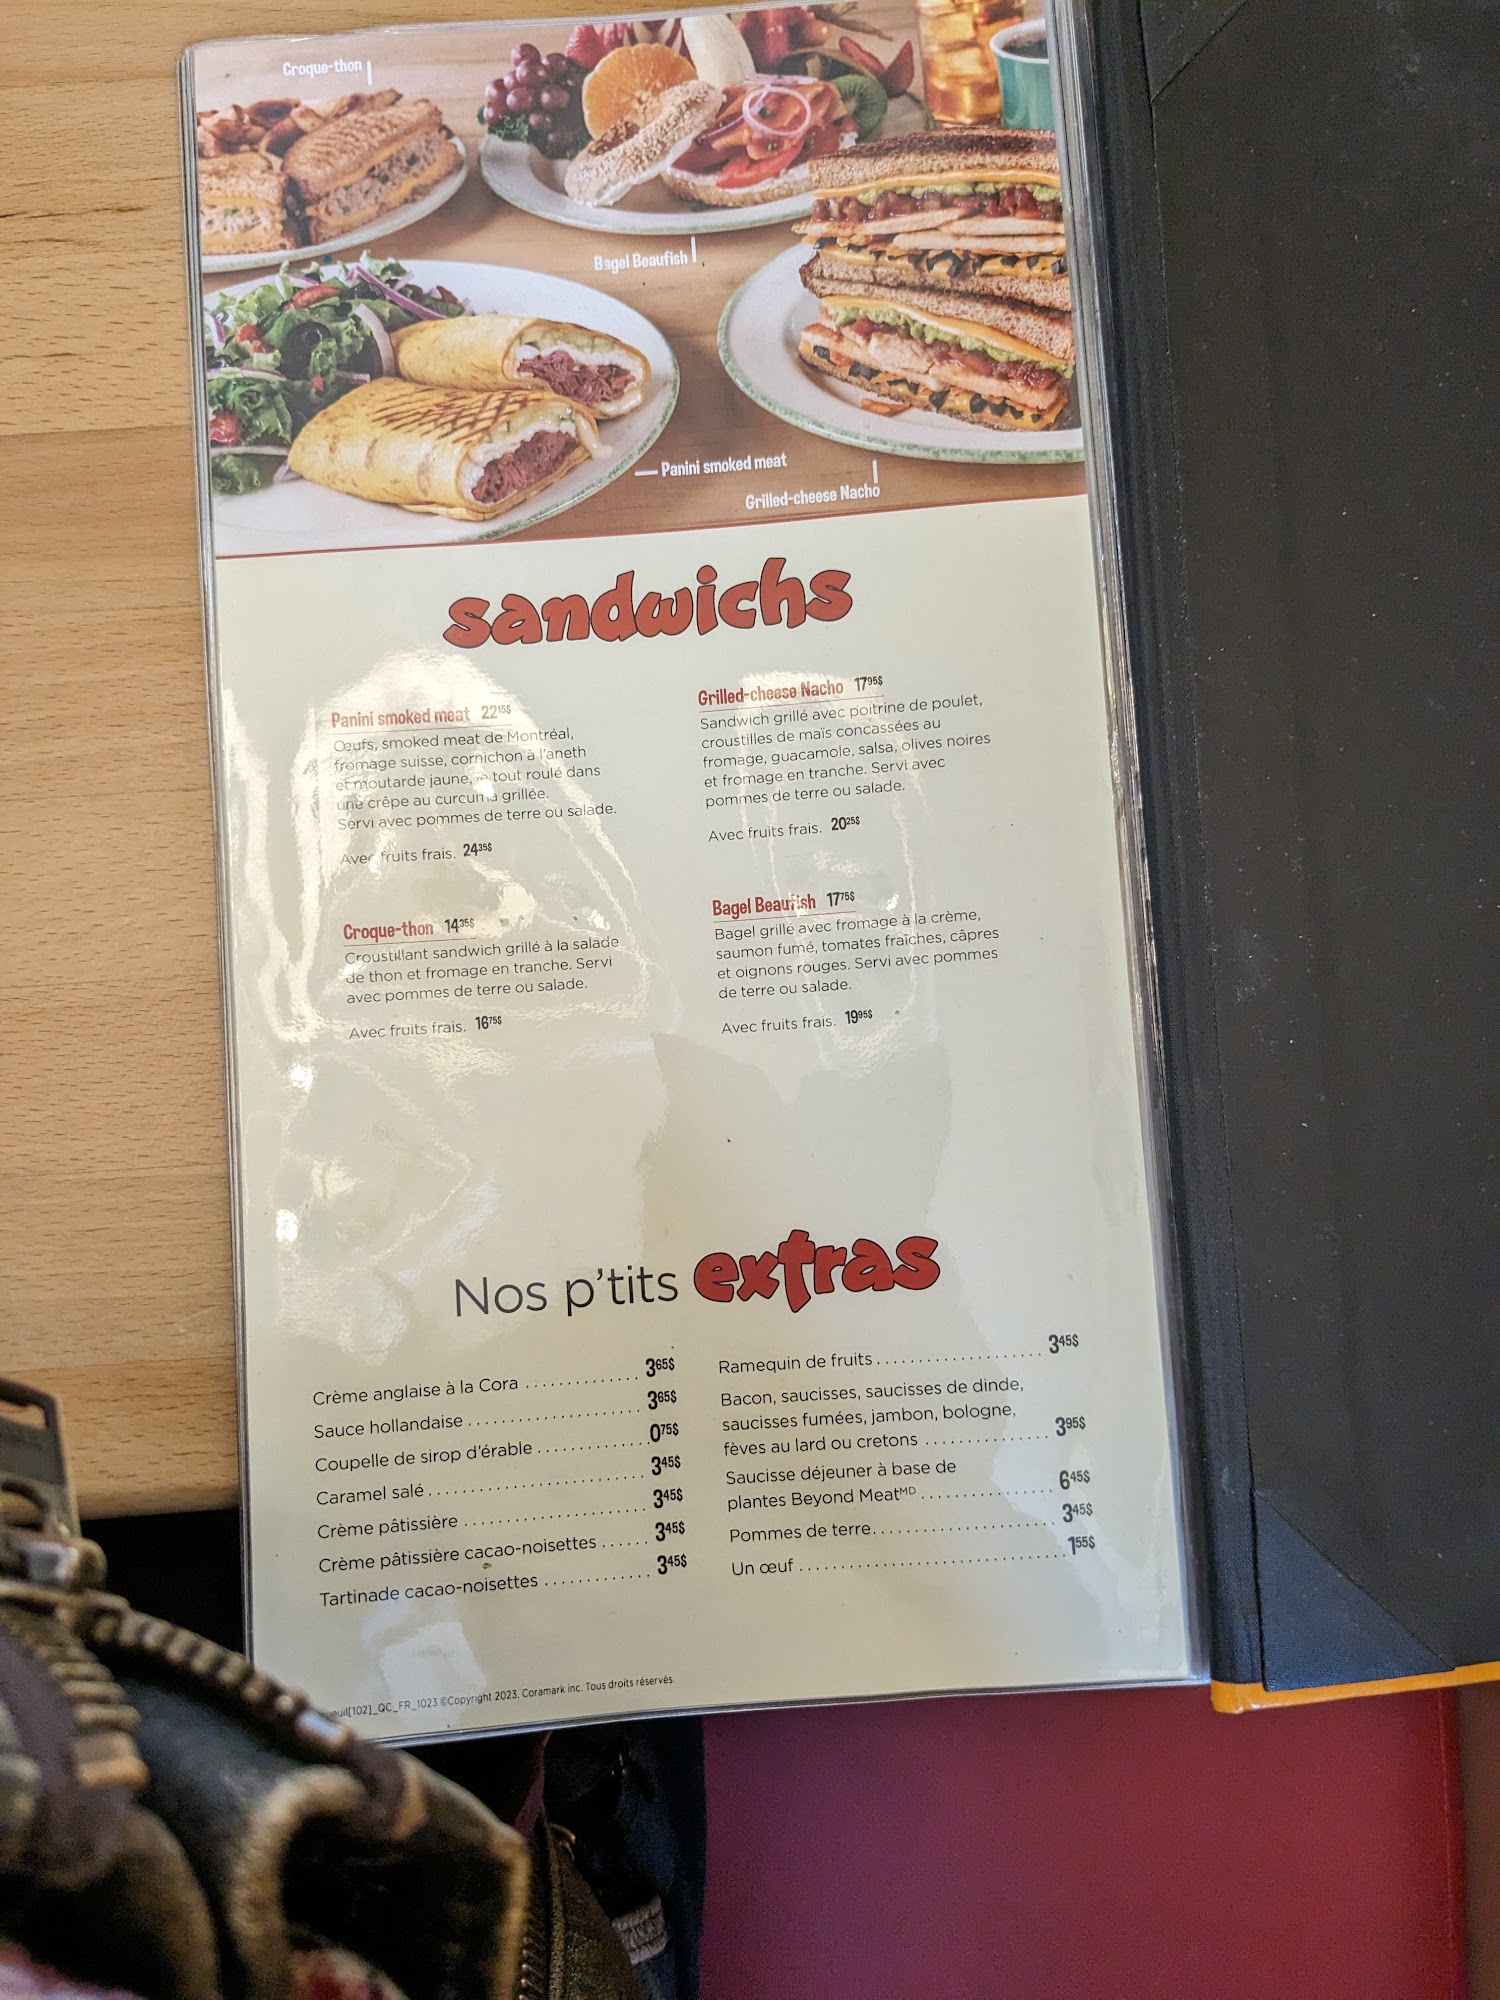 Croque-thon
Bagel Beaufish
Panini smoked meat
Grilled-cheese Nacho
sandwichs
Panini smoked meat 2215$
Œufs, smoked meat de Montréal,
fromage suisse, cornichon à l'aneth
et moutarde jaune, le tout roulé dans
une crêpe au curcuma grillée.
Servi avec pommes de terre ou salade.
Avec fruits frais. 2435$
Croque-thon 1435$
Croustillant sandwich grillé à la salade
de thon et fromage en tranche. Servi
avec pommes de terre ou salade.
Avec fruits frais. 1675$
Grilled-cheese Nacho 1795$
Sandwich grillé avec poitrine de poulet,
croustilles de maïs concassées au
fromage, guacamole, salsa, olives noires
et fromage en tranche. Servi avec
pommes de terre ou salade.
Avec fruits frais. 2025$
Bagel Beaufish 1775$
Bagel grillé avec fromage à la crème,
saumon fumé, tomates fraîches, câpres
et oignons rouges. Servi avec pommes
de terre ou salade.
Avec fruits frais. 1995$
Nos p'tits extras
Crème anglaise à la Cora ............. 365$
Sauce hollandaise .................... 365$
Coupelle de sirop d'érable ............. 075$
Caramel salé ......................... 345$
Crème pâtissière ..................... 345$
Crème pâtissière cacao-noisettes ...... 345$
Tartinade cacao-noisettes ............. 345$
Ramequin de fruits .................... 345$
Bacon, saucisses, saucisses de dinde,
saucisses fumées, jambon, bologne,
fèves au lard ou cretons ............... 395$
Saucisse déjeuner à base de
plantes Beyond MeatMD ................ 645$
Pommes de terre ...................... 345$
Un œuf ................................ 155$
[102]_QC_FR_1023 ©Copyright 2023, Coramark inc. Tous droits réservés.